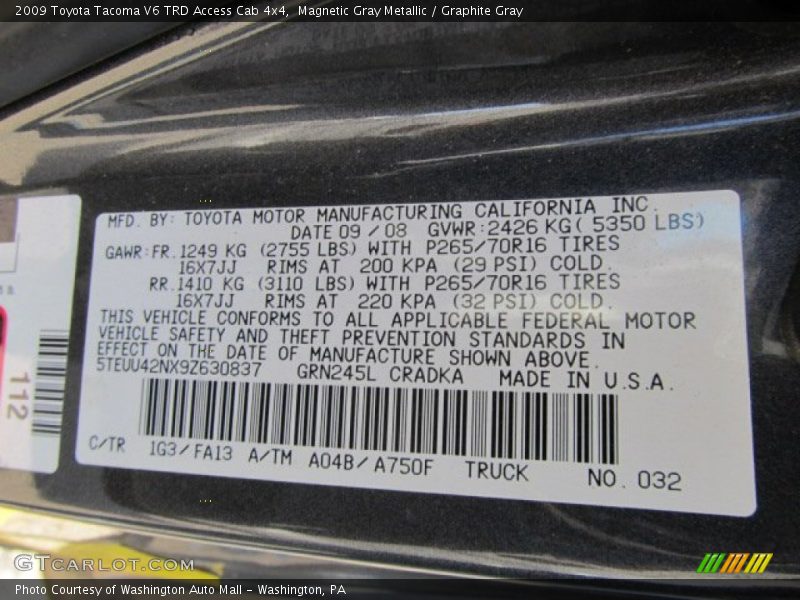 2009 Toyota Tacoma V6 TRD Access Cab 4x4, Magnetic Gray Metallic / Graphite Gray
MFD. BY: TOYOTA MOTOR MANUFACTURING CALIFORNIA INC.
DATE 09 / 08 GVWR: 2426 KG ( 5350 LBS)
GAWR: FR. 1249 KG (2755 LBS) WITH P265/70R16 TIRES
16X7JJ RIMS AT 200 KPA (29 PSI) COLD.
RR. 1410 KG (3110 LBS) WITH P265/70R16 TIRES
16X7JJ RIMS AT 220 KPA (32 PSI) COLD.
THIS VEHICLE CONFORMS TO ALL APPLICABLE FEDERAL MOTOR
VEHICLE SAFETY AND THEFT PREVENTION STANDARDS IN
EFFECT ON THE DATE OF MANUFACTURE SHOWN ABOVE.
5TEUU42NX9Z630837 GRN245L CRADKA MADE IN U.S.A.
C/TR 1G3/FA13 A/TM A04B/A750F TRUCK NO. 032
112
GTCARLOT.COM
Photo Courtesy of Washington Auto Mall - Washington, PA